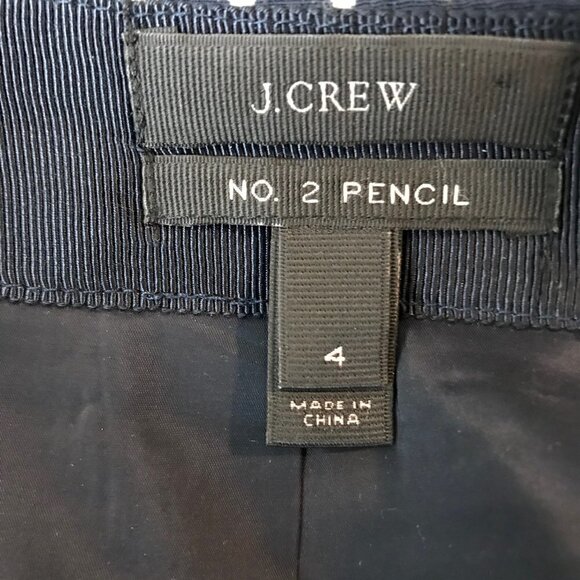 J.CREW
NO. 2 PENCIL
4
MADE IN
CHINA